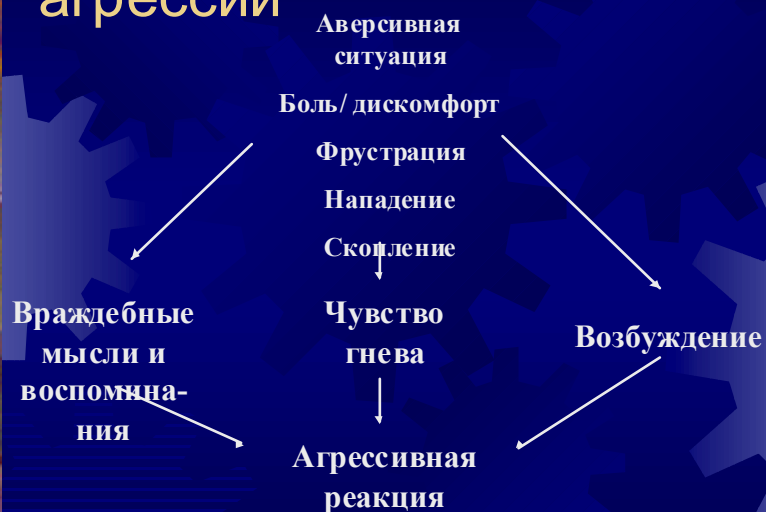 агрессии
Аверсивная
ситуация
Боль/ дискомфорт
Фрустрация
Нападение
Скопление
Враждебные
мысли и
воспомина-
ния
Чувство
гнева
Возбуждение
Агрессивная
реакция